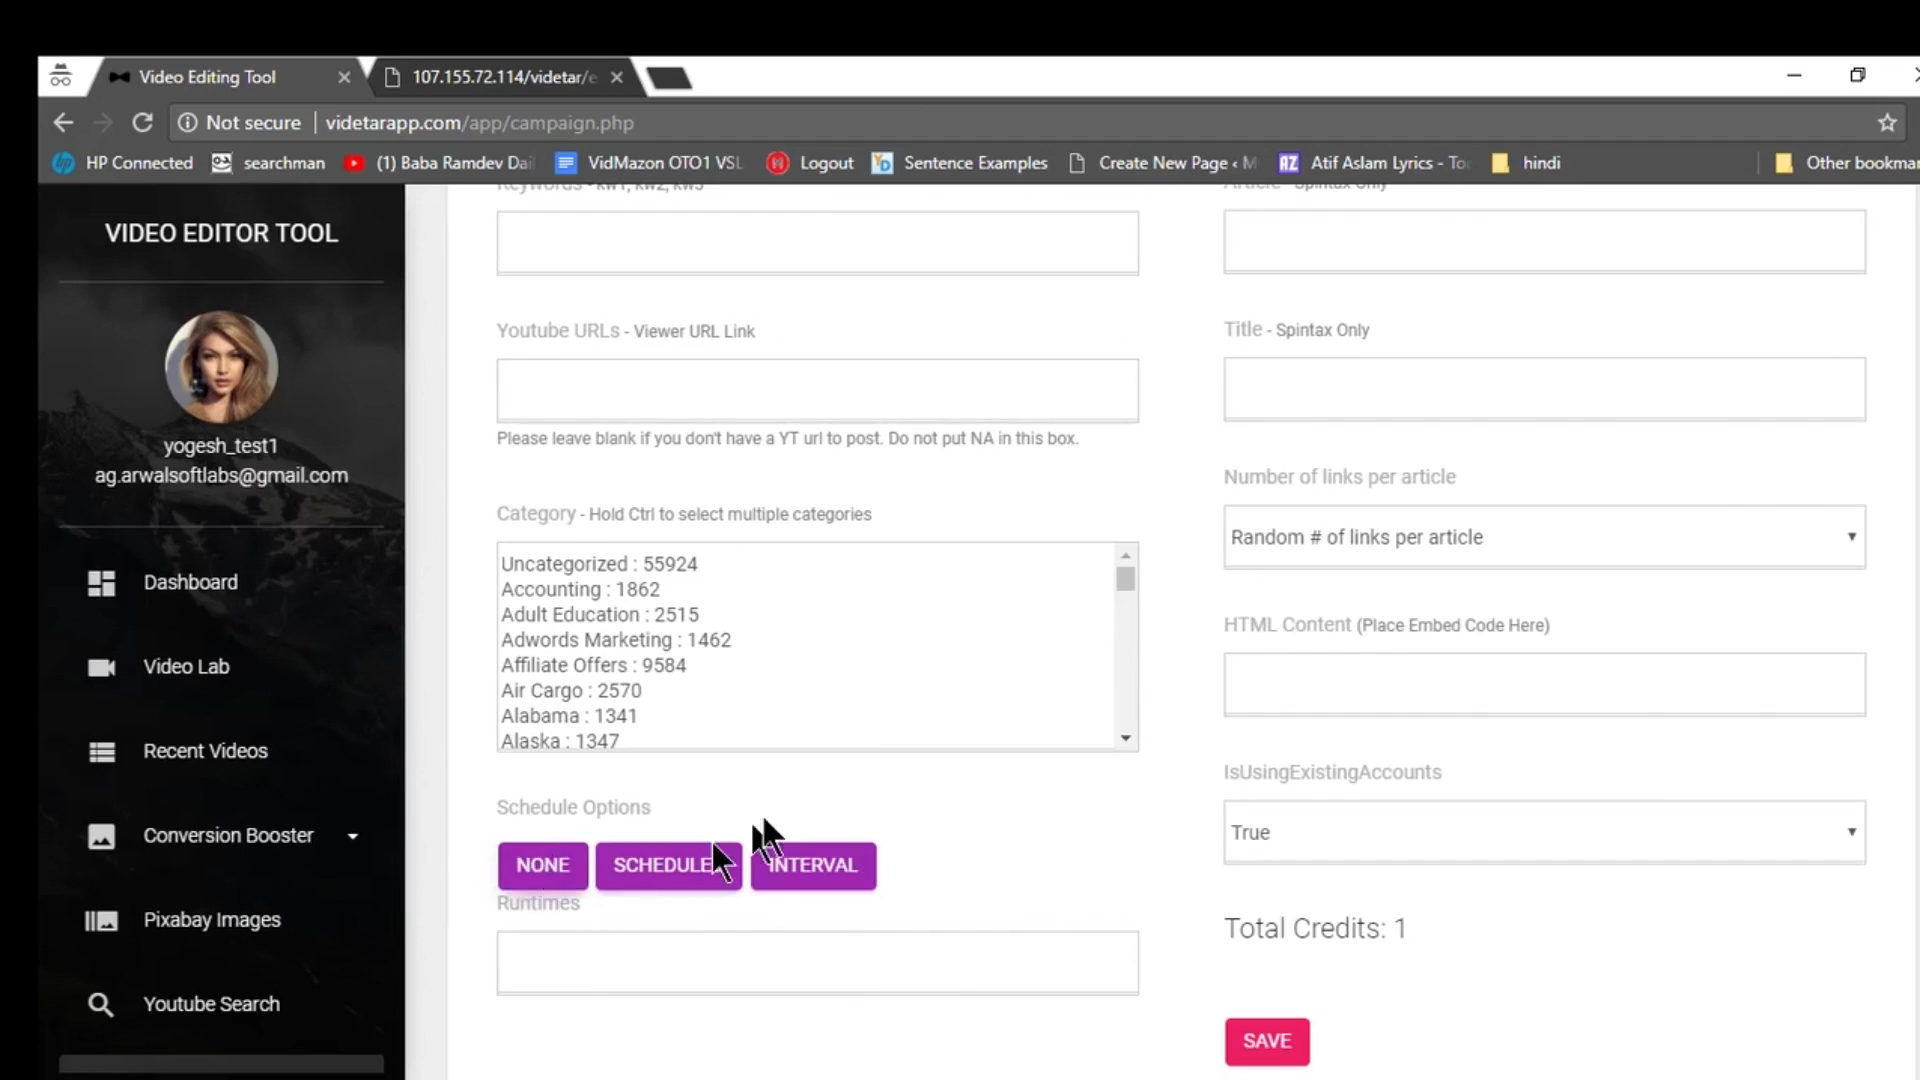 Video Editing Tool
107.155.72.114/videtar/e
Not secure
videtarapp.com/app/campaign.php
HP Connected
searchman
(1) Baba Ramdev Dai
VidMazon OTO1 VSL
Logout
Sentence Examples
Create New Page ‹ M
Atif Aslam Lyrics - To
hindi
Other bookmar
VIDEO EDITOR TOOL
yogesh_test1
ag.arwalsoftlabs@gmail.com
Dashboard
Video Lab
Recent Videos
Conversion Booster
Pixabay Images
Youtube Search
Keywords - kw1, kw2, kw3
Youtube URLs - Viewer URL Link
Please leave blank if you don't have a YT url to post. Do not put NA in this box.
Category - Hold Ctrl to select multiple categories
Uncategorized : 55924
Accounting : 1862
Adult Education : 2515
Adwords Marketing : 1462
Affiliate Offers : 9584
Air Cargo : 2570
Alabama : 1341
Alaska : 1347
Schedule Options
NONE
SCHEDULE
INTERVAL
Runtimes
Article - Spintax Only
Title - Spintax Only
Number of links per article
Random # of links per article
HTML Content (Place Embed Code Here)
IsUsingExistingAccounts
True
Total Credits: 1
SAVE